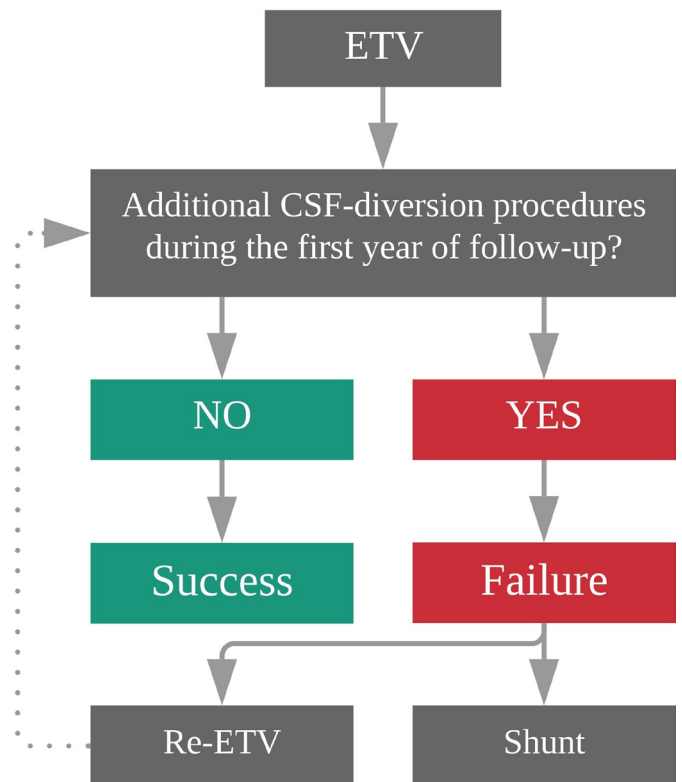 ETV
Additional CSF-diversion procedures
during the first year of follow-up?
NO
YES
Success
Failure
Re-ETV
Shunt